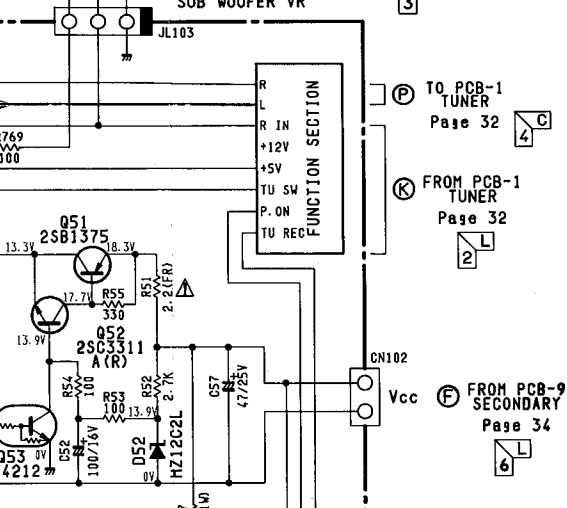 SUB WOOFER VR
3
JL103
R
L
R IN
+12V
+5V
TU SW
P.ON
TU REC
FUNCTION SECTION
P TO PCB-1
TUNER
Page 32
C
4
K FROM PCB-1
TUNER
Page 32
L
2
R769
100
Q51
2SB1375
13.3V
18.3V
17.7V
R55
330
R51
2.2(FR)
13.9V
Q52
2SC3311
A(R)
R54
100
R53
100
13.9V
R52
2.7K
C57
47/25V
CN102
Vcc
F FROM PCB-9
SECONDARY
Page 34
L
6
Q53
4212
0V
C52
100/16V
D52
HZ12C2L
0V